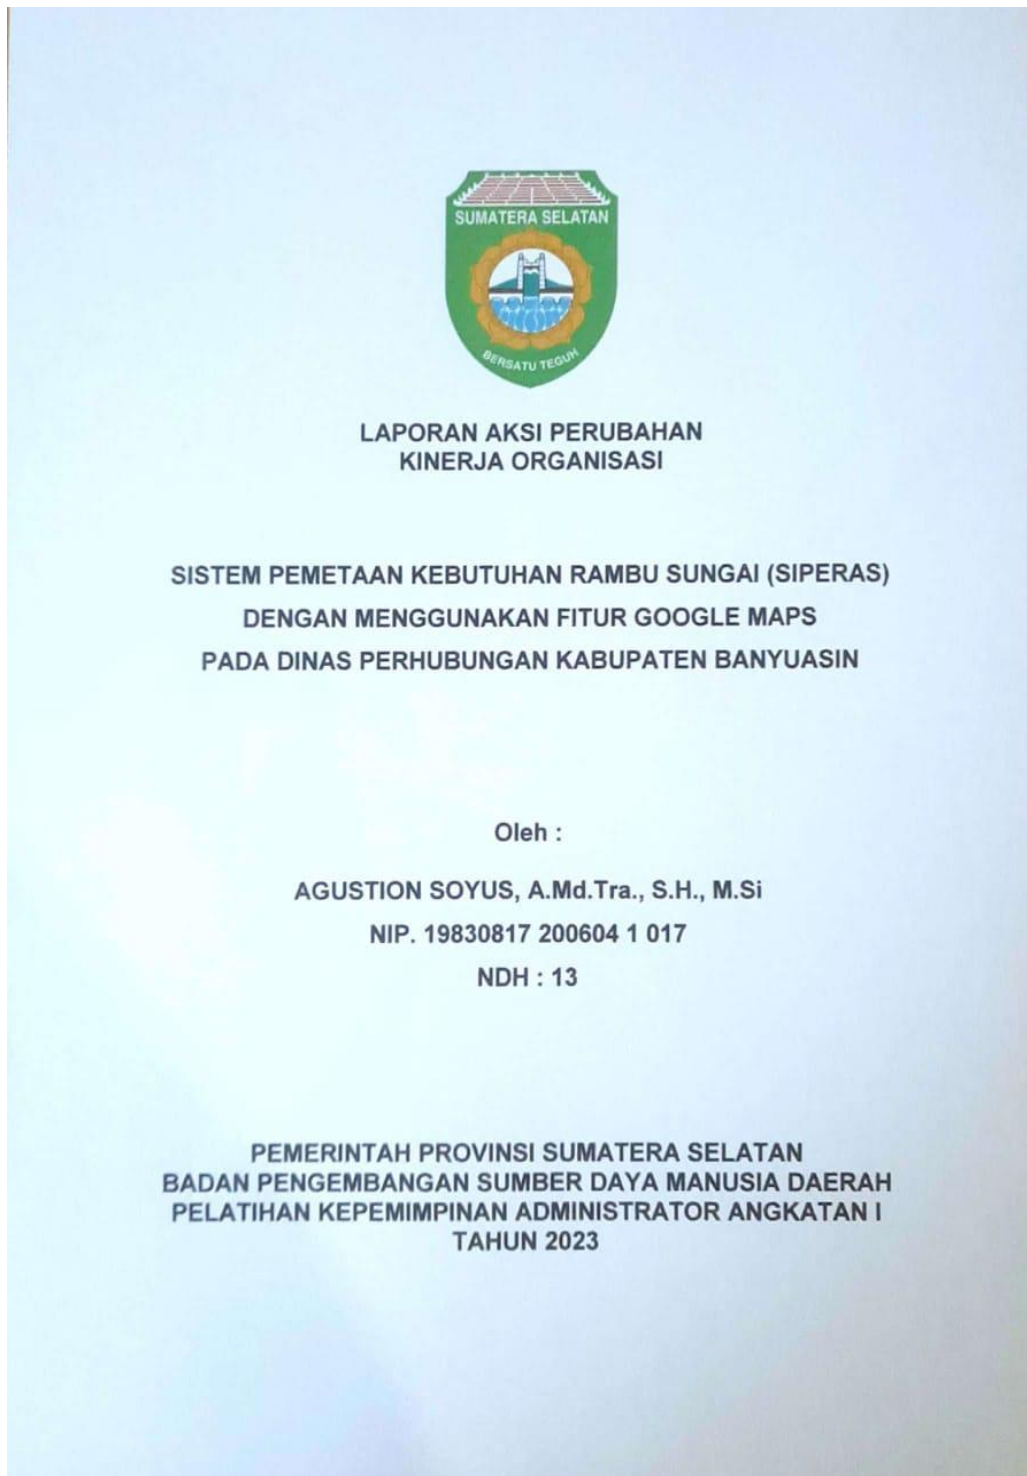 SUMATERA SELATAN
BERSATU TEGUH
LAPORAN AKSI PERUBAHAN
KINERJA ORGANISASI
SISTEM PEMETAAN KEBUTUHAN RAMBU SUNGAI (SIPERAS)
DENGAN MENGGUNAKAN FITUR GOOGLE MAPS
PADA DINAS PERHUBUNGAN KABUPATEN BANYUASIN
Oleh :
AGUSTION SOYUS, A.Md.Tra., S.H., M.Si
NIP. 19830817 200604 1 017
NDH : 13
PEMERINTAH PROVINSI SUMATERA SELATAN
BADAN PENGEMBANGAN SUMBER DAYA MANUSIA DAERAH
PELATIHAN KEPEMIMPINAN ADMINISTRATOR ANGKATAN I
TAHUN 2023